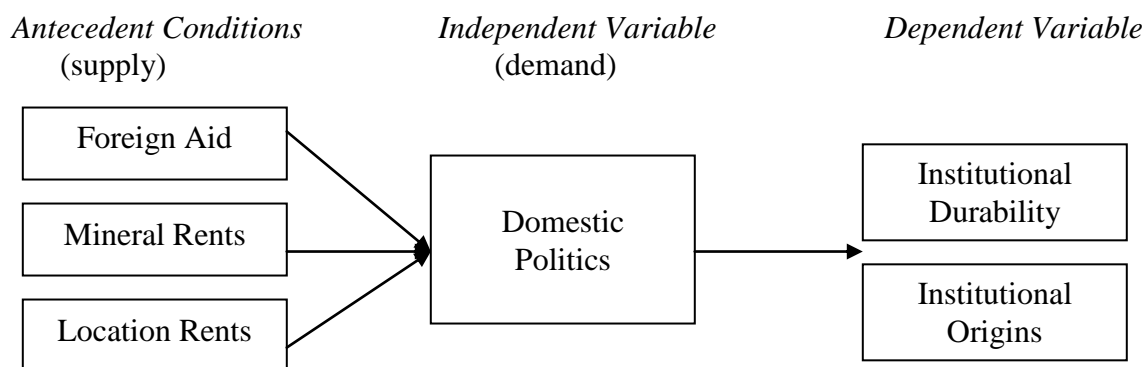 Antecedent Conditions
(supply)
Independent Variable
(demand)
Dependent Variable
Foreign Aid
Mineral Rents
Location Rents
Domestic
Politics
Institutional
Durability
Institutional
Origins